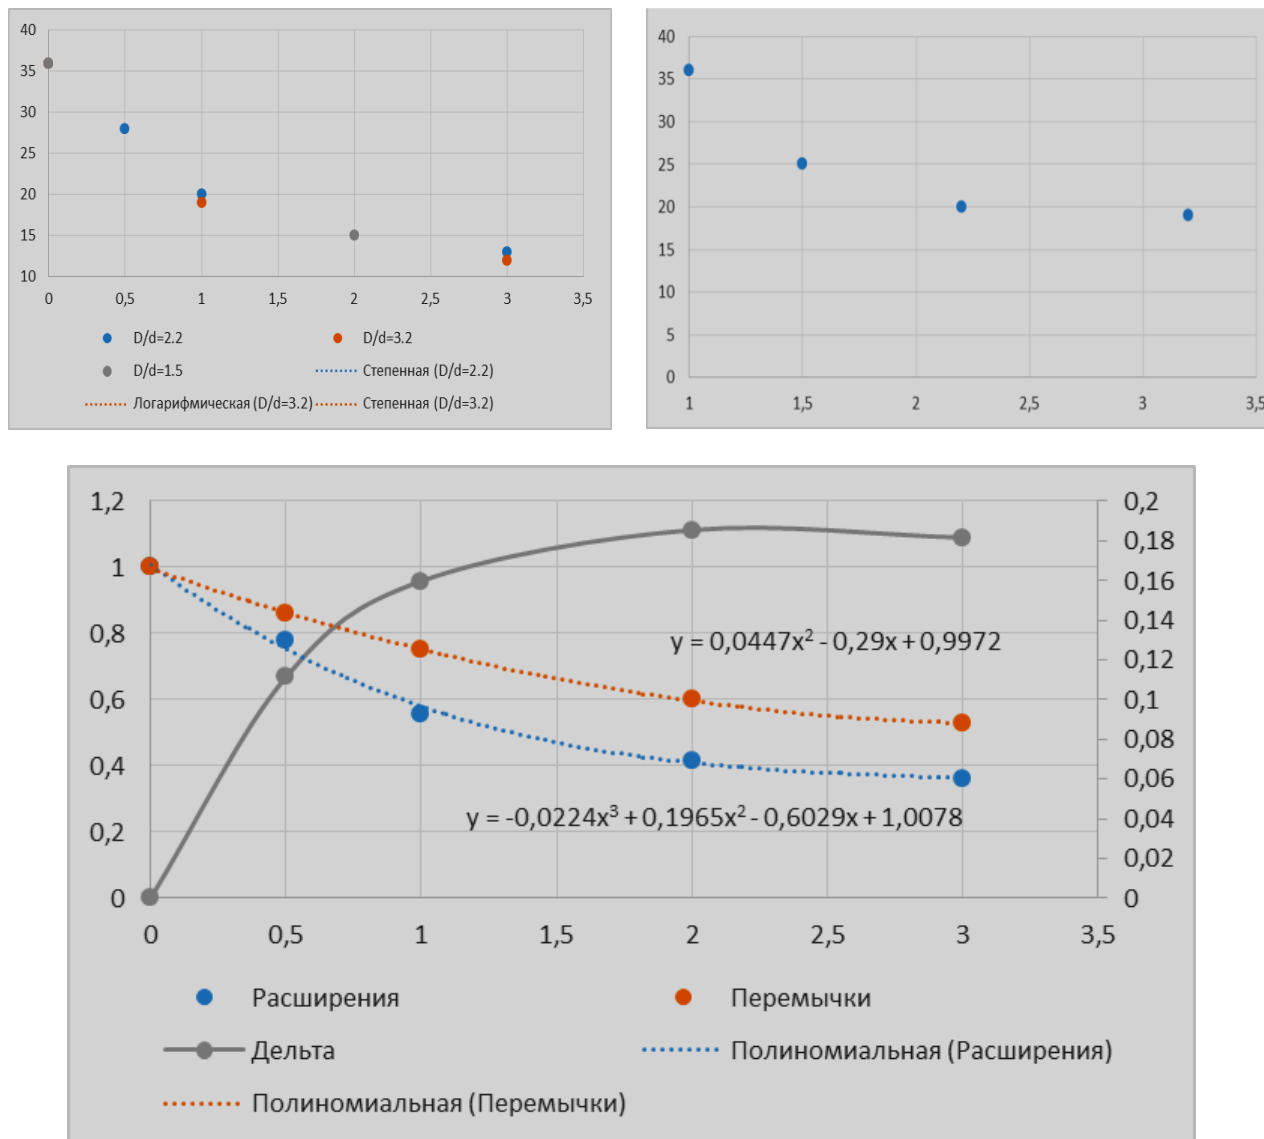 40
35
30
25
20
15
10
0 0,5 1 1,5 2 2,5 3 3,5
D/d=2.2 D/d=3.2
D/d=1.5 Степенная (D/d=2.2)
Логарифмическая (D/d=3.2) Степенная (D/d=3.2)
40
35
30
25
20
15
10
5
0
1 1,5 2 2,5 3 3,5
1,2 0,2
1 0,18
0,8 0,16
0,6 0,14
0,4 0,12
0,2 0,1
0 0,08
0,06
0,04
0,02
0
y = 0,0447x² - 0,29x + 0,9972
y = -0,0224x³ + 0,1965x² - 0,6029x + 1,0078
0 0,5 1 1,5 2 2,5 3 3,5
Расширения Перемычки
Дельта Полиномиальная (Расширения)
Полиномиальная (Перемычки)